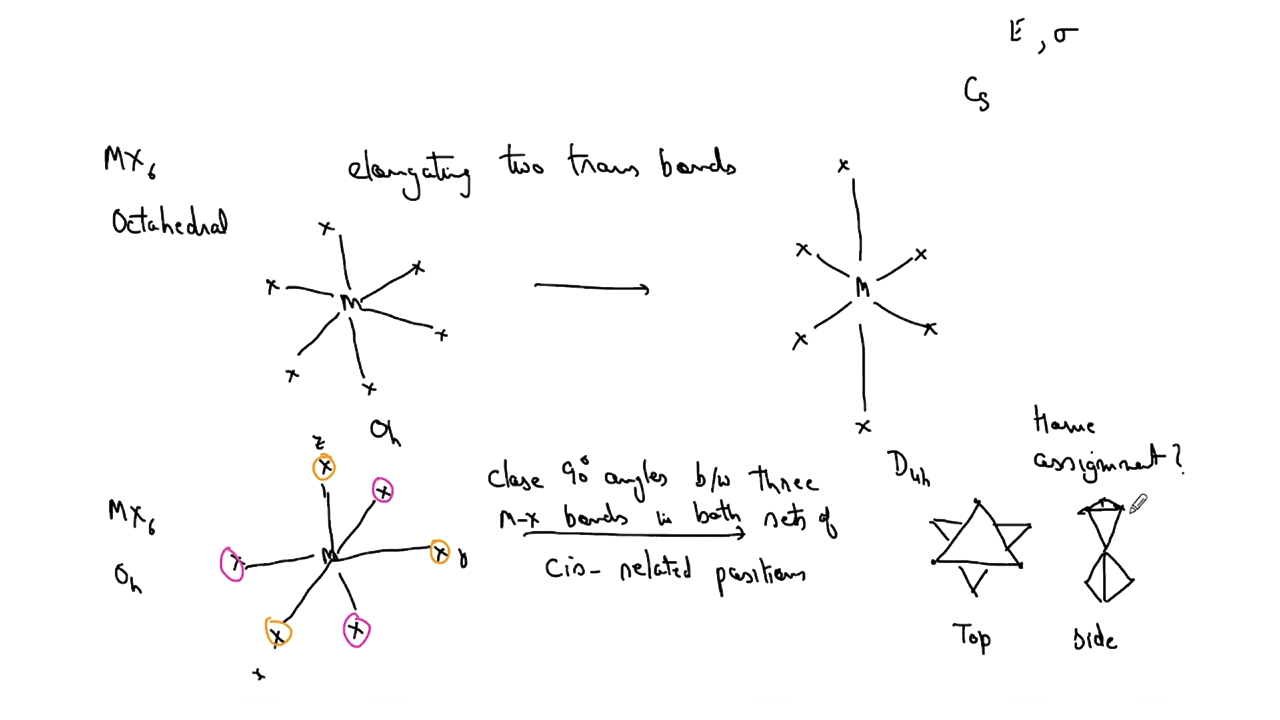 E, σ
Cs
MX6
Octahedral
elongating two trans bonds
x
x
x
x
M
x
x
x
Oh
x
x
x
M
x
x
x
D4h
Home
assignment?
MX6
Oh
z
x
x
x
M
x
y
x
x
x
Close 90° angles b/w three
M-X bonds in both sets of
Cis-related positions
Top
Side